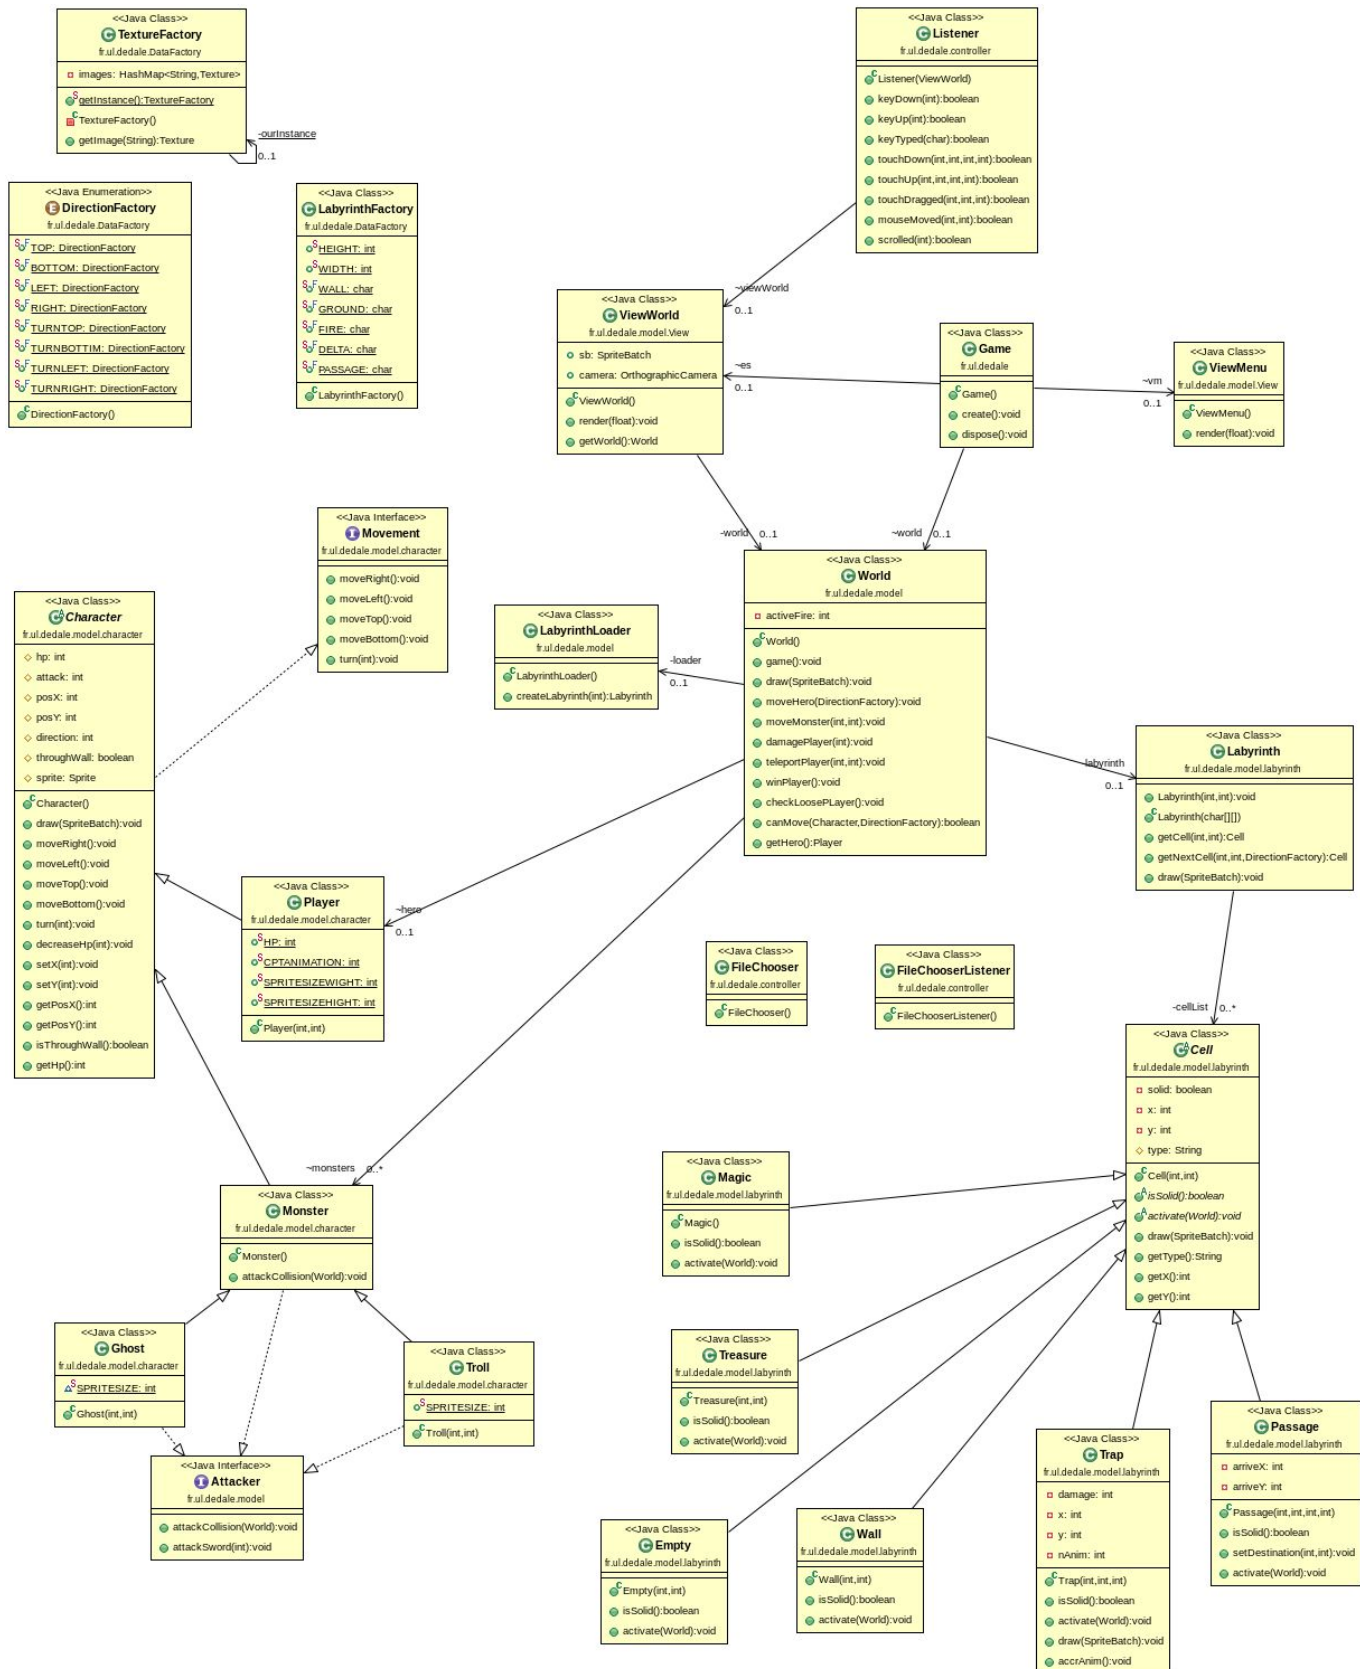 <<Java Class>>
TextureFactory
fr.ul.dedale.DataFactory
images: HashMap<String,Texture>
getInstance():TextureFactory
TextureFactory()
getImage(String):Texture
-ourInstance
0..1
<<Java Class>>
Listener
fr.ul.dedale.controller
Listener(ViewWorld)
keyDown(int):boolean
keyUp(int):boolean
keyTyped(char):boolean
touchDown(int,int,int,int):boolean
touchUp(int,int,int,int):boolean
touchDragged(int,int,int):boolean
mouseMoved(int,int):boolean
scrolled(int):boolean
<<Java Enumeration>>
DirectionFactory
fr.ul.dedale.DataFactory
TOP: DirectionFactory
BOTTOM: DirectionFactory
LEFT: DirectionFactory
RIGHT: DirectionFactory
TURNTOP: DirectionFactory
TURNBOTTIM: DirectionFactory
TURNLEFT: DirectionFactory
TURNRIGHT: DirectionFactory
DirectionFactory()
<<Java Class>>
LabyrinthFactory
fr.ul.dedale.DataFactory
HEIGHT: int
WIDTH: int
WALL: char
GROUND: char
FIRE: char
DELTA: char
PASSAGE: char
LabyrinthFactory()
~viewWorld
0..1
<<Java Class>>
ViewWorld
fr.ul.dedale.model.View
sb: SpriteBatch
camera: OrthographicCamera
ViewWorld()
render(float):void
getWorld():World
~es
0..1
<<Java Class>>
Game
fr.ul.dedale
Game()
create():void
dispose():void
~vm
0..1
<<Java Class>>
ViewMenu
fr.ul.dedale.model.View
ViewMenu()
render(float):void
-world
0..1
~world
0..1
<<Java Interface>>
Movement
fr.ul.dedale.model.character
moveRight():void
moveLeft():void
moveTop():void
moveBottom():void
turn(int):void
<<Java Class>>
Character
fr.ul.dedale.model.character
hp: int
attack: int
posX: int
posY: int
direction: int
throughWall: boolean
sprite: Sprite
Character()
draw(SpriteBatch):void
moveRight():void
moveLeft():void
moveTop():void
moveBottom():void
turn(int):void
decreaseHp(int):void
setX(int):void
setY(int):void
getPosX():int
getPosY():int
isThroughWall():boolean
getHp():int
<<Java Class>>
LabyrinthLoader
fr.ul.dedale.model
LabyrinthLoader()
createLabyrinth(int):Labyrinth
-loader
0..1
<<Java Class>>
World
fr.ul.dedale.model
activeFire: int
World()
game():void
draw(SpriteBatch):void
moveHero(DirectionFactory):void
moveMonster(int,int):void
damagePlayer(int):void
teleportPlayer(int,int):void
winPlayer():void
checkLoosePLayer():void
canMove(Character,DirectionFactory):boolean
getHero():Player
labyrinth
0..1
<<Java Class>>
Labyrinth
fr.ul.dedale.model.labyrinth
Labyrinth(int,int):void
Labyrinth(char[][])
getCell(int,int):Cell
getNextCell(int,int,DirectionFactory):Cell
draw(SpriteBatch):void
<<Java Class>>
Player
fr.ul.dedale.model.character
HP: int
CPTANIMATION: int
SPRITESIZEWIGHT: int
SPRITESIZEHIGHT: int
Player(int,int)
~hero
0..1
<<Java Class>>
FileChooser
fr.ul.dedale.controller
FileChooser()
<<Java Class>>
FileChooserListener
fr.ul.dedale.controller
FileChooserListener()
-cellList
0..*
<<Java Class>>
Cell
fr.ul.dedale.model.labyrinth
solid: boolean
x: int
y: int
type: String
Cell(int,int)
isSolid():boolean
activate(World):void
draw(SpriteBatch):void
getType():String
getX():int
getY():int
~monsters
0..*
<<Java Class>>
Monster
fr.ul.dedale.model.character
Monster()
attackCollision(World):void
<<Java Class>>
Magic
fr.ul.dedale.model.labyrinth
Magic()
isSolid():boolean
activate(World):void
<<Java Class>>
Ghost
fr.ul.dedale.model.character
SPRITESIZE: int
Ghost(int,int)
<<Java Class>>
Troll
fr.ul.dedale.model.character
SPRITESIZE: int
Troll(int,int)
<<Java Class>>
Treasure
fr.ul.dedale.model.labyrinth
Treasure(int,int)
isSolid():boolean
activate(World):void
<<Java Interface>>
Attacker
fr.ul.dedale.model
attackCollision(World):void
attackSword(int):void
<<Java Class>>
Empty
fr.ul.dedale.model.labyrinth
Empty(int,int)
isSolid():boolean
activate(World):void
<<Java Class>>
Wall
fr.ul.dedale.model.labyrinth
Wall(int,int)
isSolid():boolean
activate(World):void
<<Java Class>>
Trap
fr.ul.dedale.model.labyrinth
damage: int
x: int
y: int
nAnim: int
Trap(int,int,int)
isSolid():boolean
activate(World):void
draw(SpriteBatch):void
accrAnim():void
<<Java Class>>
Passage
fr.ul.dedale.model.labyrinth
arriveX: int
arriveY: int
Passage(int,int,int,int)
isSolid():boolean
setDestination(int,int):void
activate(World):void